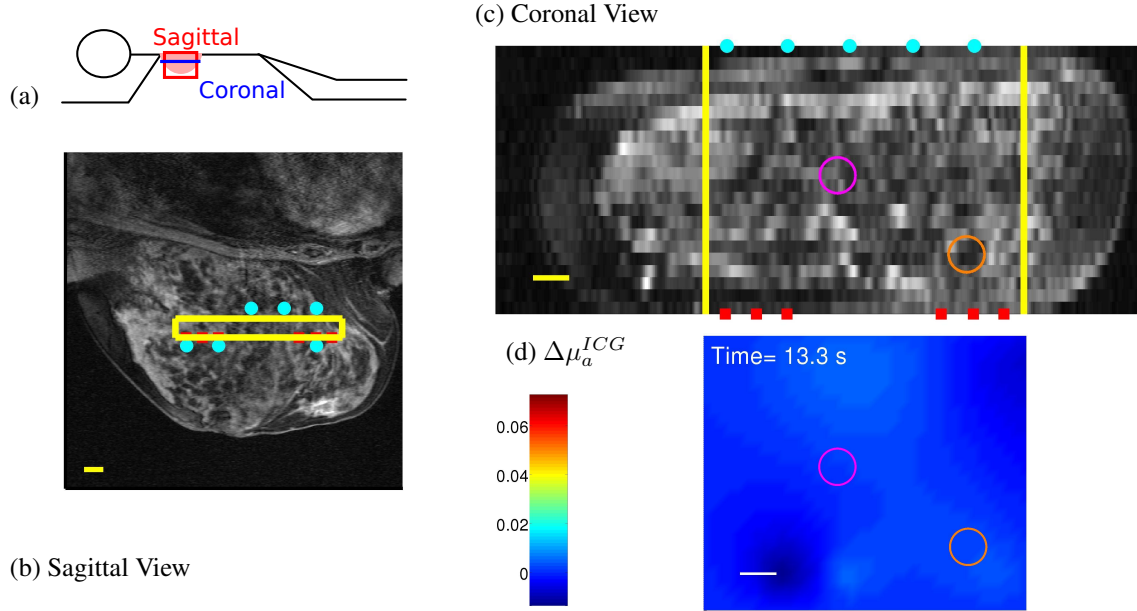 (a)
Sagittal
Coronal
(b) Sagittal View
(c) Coronal View
(d) Δμ_a^{ICG}
0.06
0.04
0.02
0
Time= 13.3 s